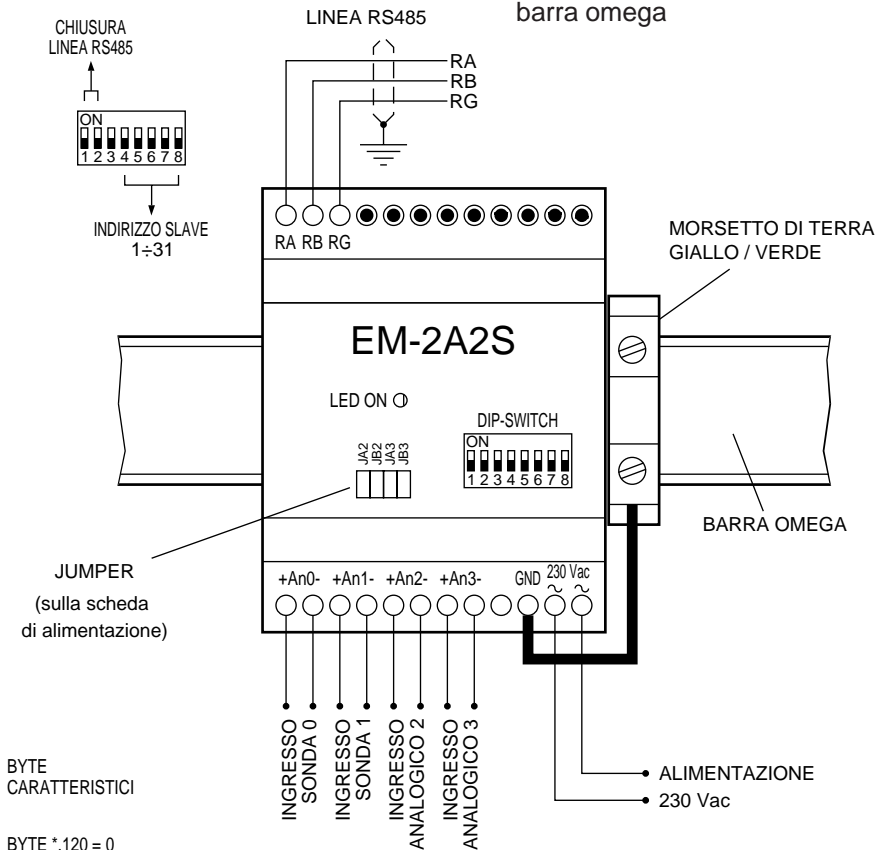 LINEA RS485
barra omega
CHIUSURA
LINEA RS485
RA
RB
RG
ON
1 2 3 4 5 6 7 8
INDIRIZZO SLAVE
1÷31
RA RB RG
MORSETTO DI TERRA
GIALLO / VERDE
EM-2A2S
LED ON
DIP-SWITCH
JA2
JB2
JA3
JB3
ON
1 2 3 4 5 6 7 8
BARRA OMEGA
JUMPER
(sulla scheda
di alimentazione)
+An0- +An1- +An2- +An3- GND 230 Vac
INGRESSO
SONDA 0
INGRESSO
SONDA 1
INGRESSO
ANALOGICO 2
INGRESSO
ANALOGICO 3
ALIMENTAZIONE
230 Vac
BYTE
CARATTERISTICI
BYTE *.120 = 0